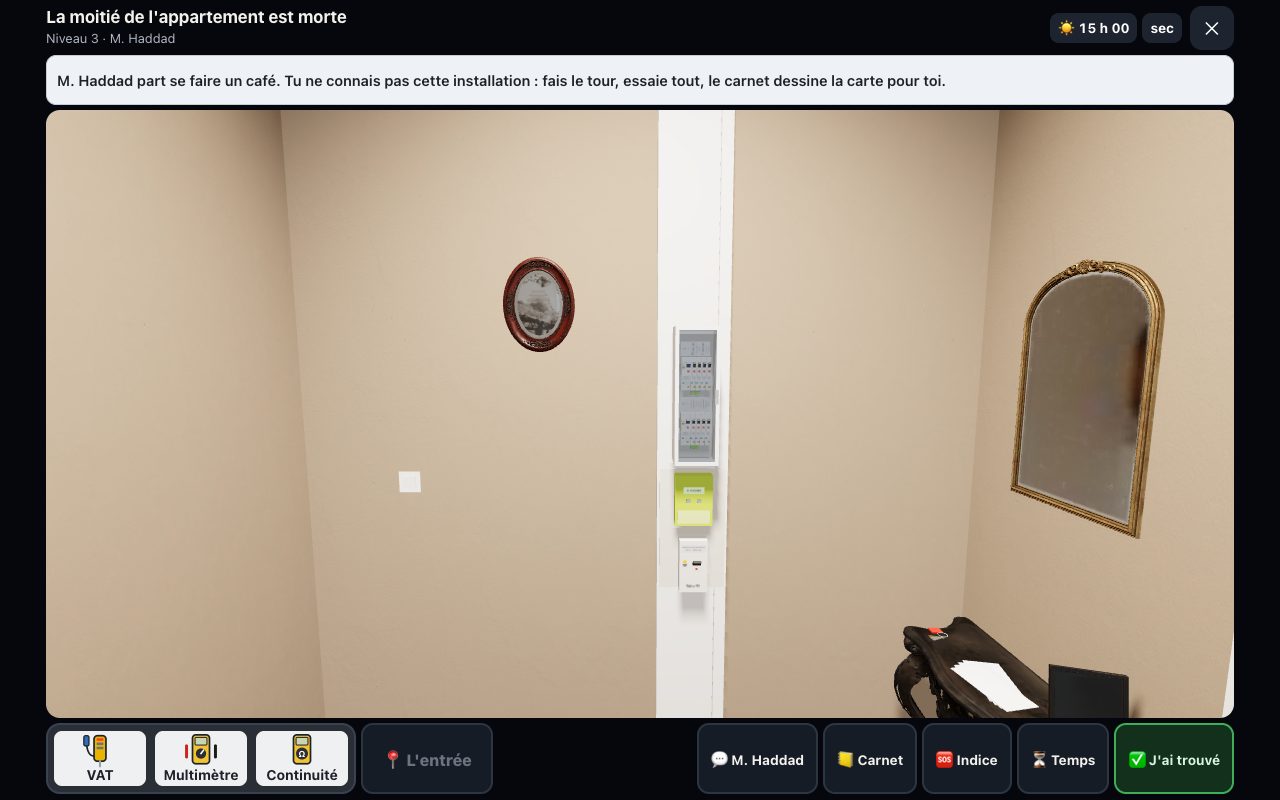 La moitié de l'appartement est morte
Niveau 3 · M. Haddad
15 h 00
sec
M. Haddad part se faire un café. Tu ne connais pas cette installation : fais le tour, essaie tout, le carnet dessine la carte pour toi.
VAT
Multimètre
Continuité
L'entrée
M. Haddad
Carnet
SOS
Indice
Temps
J'ai trouvé